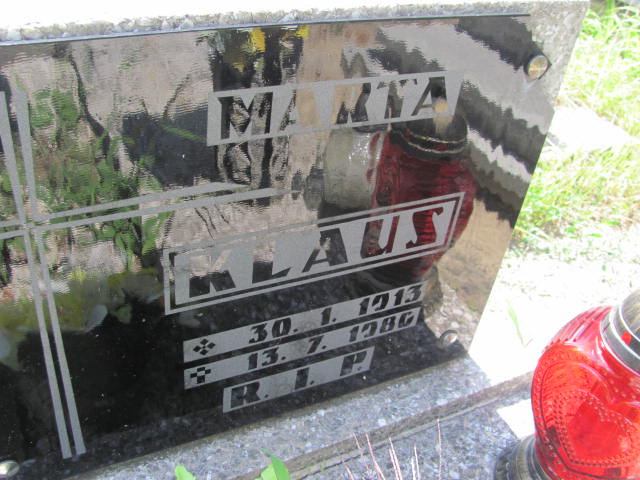 MARTA
KLAUS
30. 1. 1913
13. 7. 1986
R. I. P.